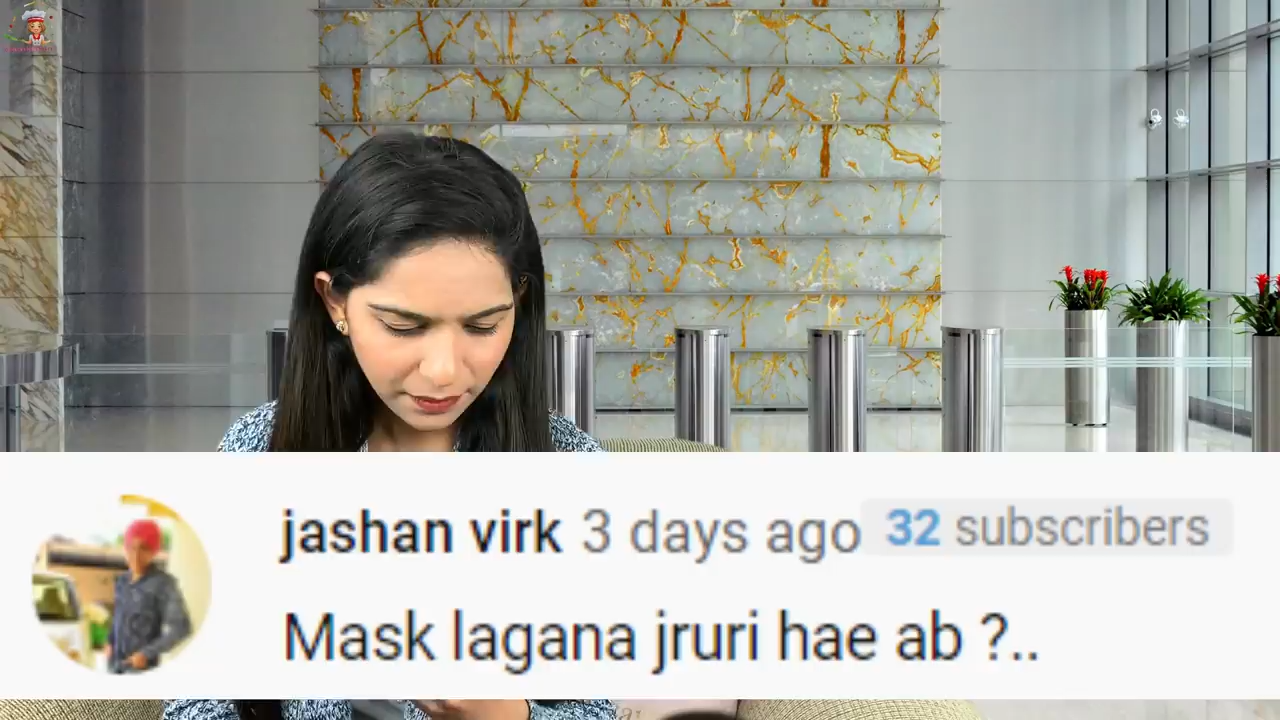 jashan virk 3 days ago 32 subscribers
Mask lagana jruri hae ab ?..